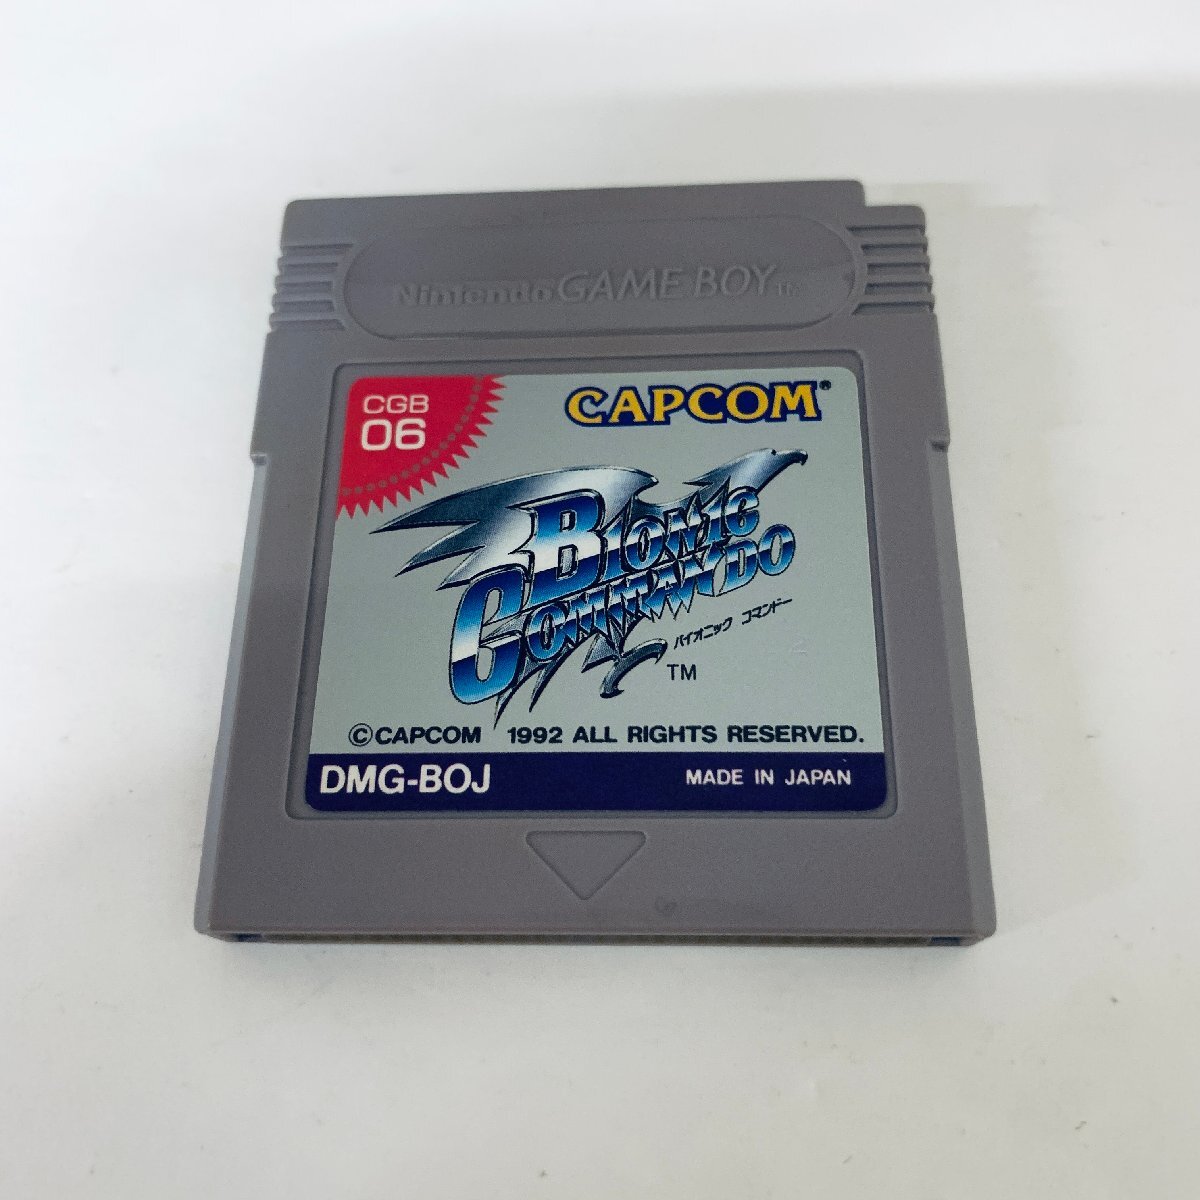 Nintendo GAME BOY TM
CGB
06
CAPCOM®
BIONIC
COMMANDO
バイオニック コマンドー
TM
©CAPCOM 1992 ALL RIGHTS RESERVED.
DMG-BOJ
MADE IN JAPAN